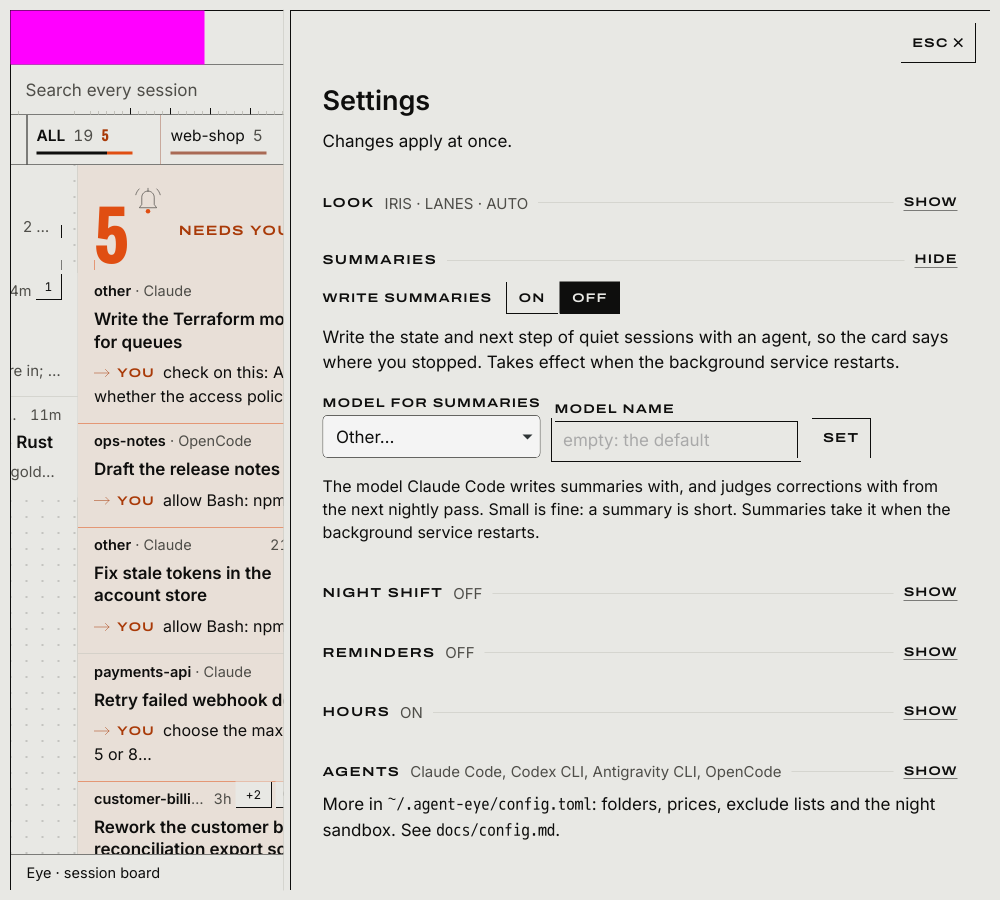 Search every session
ALL 19 5
web-shop 5
2 ...
4m 1
re in; ...
. 11m
Rust
gold...
5
NEEDS YOU
other · Claude
Write the Terraform mo
for queues
→ YOU check on this: A
whether the access polic
ops-notes · OpenCode
Draft the release notes
→ YOU allow Bash: npm
other · Claude 21
Fix stale tokens in the
account store
→ YOU allow Bash: npm
payments-api · Claude
Retry failed webhook d
→ YOU choose the max
5 or 8...
customer-billi... 3h +2
Rework the customer b
reconciliation export sc
Eye · session board
ESC ×
Settings
Changes apply at once.
LOOK IRIS · LANES · AUTO SHOW
SUMMARIES HIDE
WRITE SUMMARIES ON OFF
Write the state and next step of quiet sessions with an agent, so the card says
where you stopped. Takes effect when the background service restarts.
MODEL FOR SUMMARIES MODEL NAME
Other... empty: the default SET
The model Claude Code writes summaries with, and judges corrections with from
the next nightly pass. Small is fine: a summary is short. Summaries take it when the
background service restarts.
NIGHT SHIFT OFF SHOW
REMINDERS OFF SHOW
HOURS ON SHOW
AGENTS Claude Code, Codex CLI, Antigravity CLI, OpenCode SHOW
More in ~/.agent-eye/config.toml: folders, prices, exclude lists and the night
sandbox. See docs/config.md.